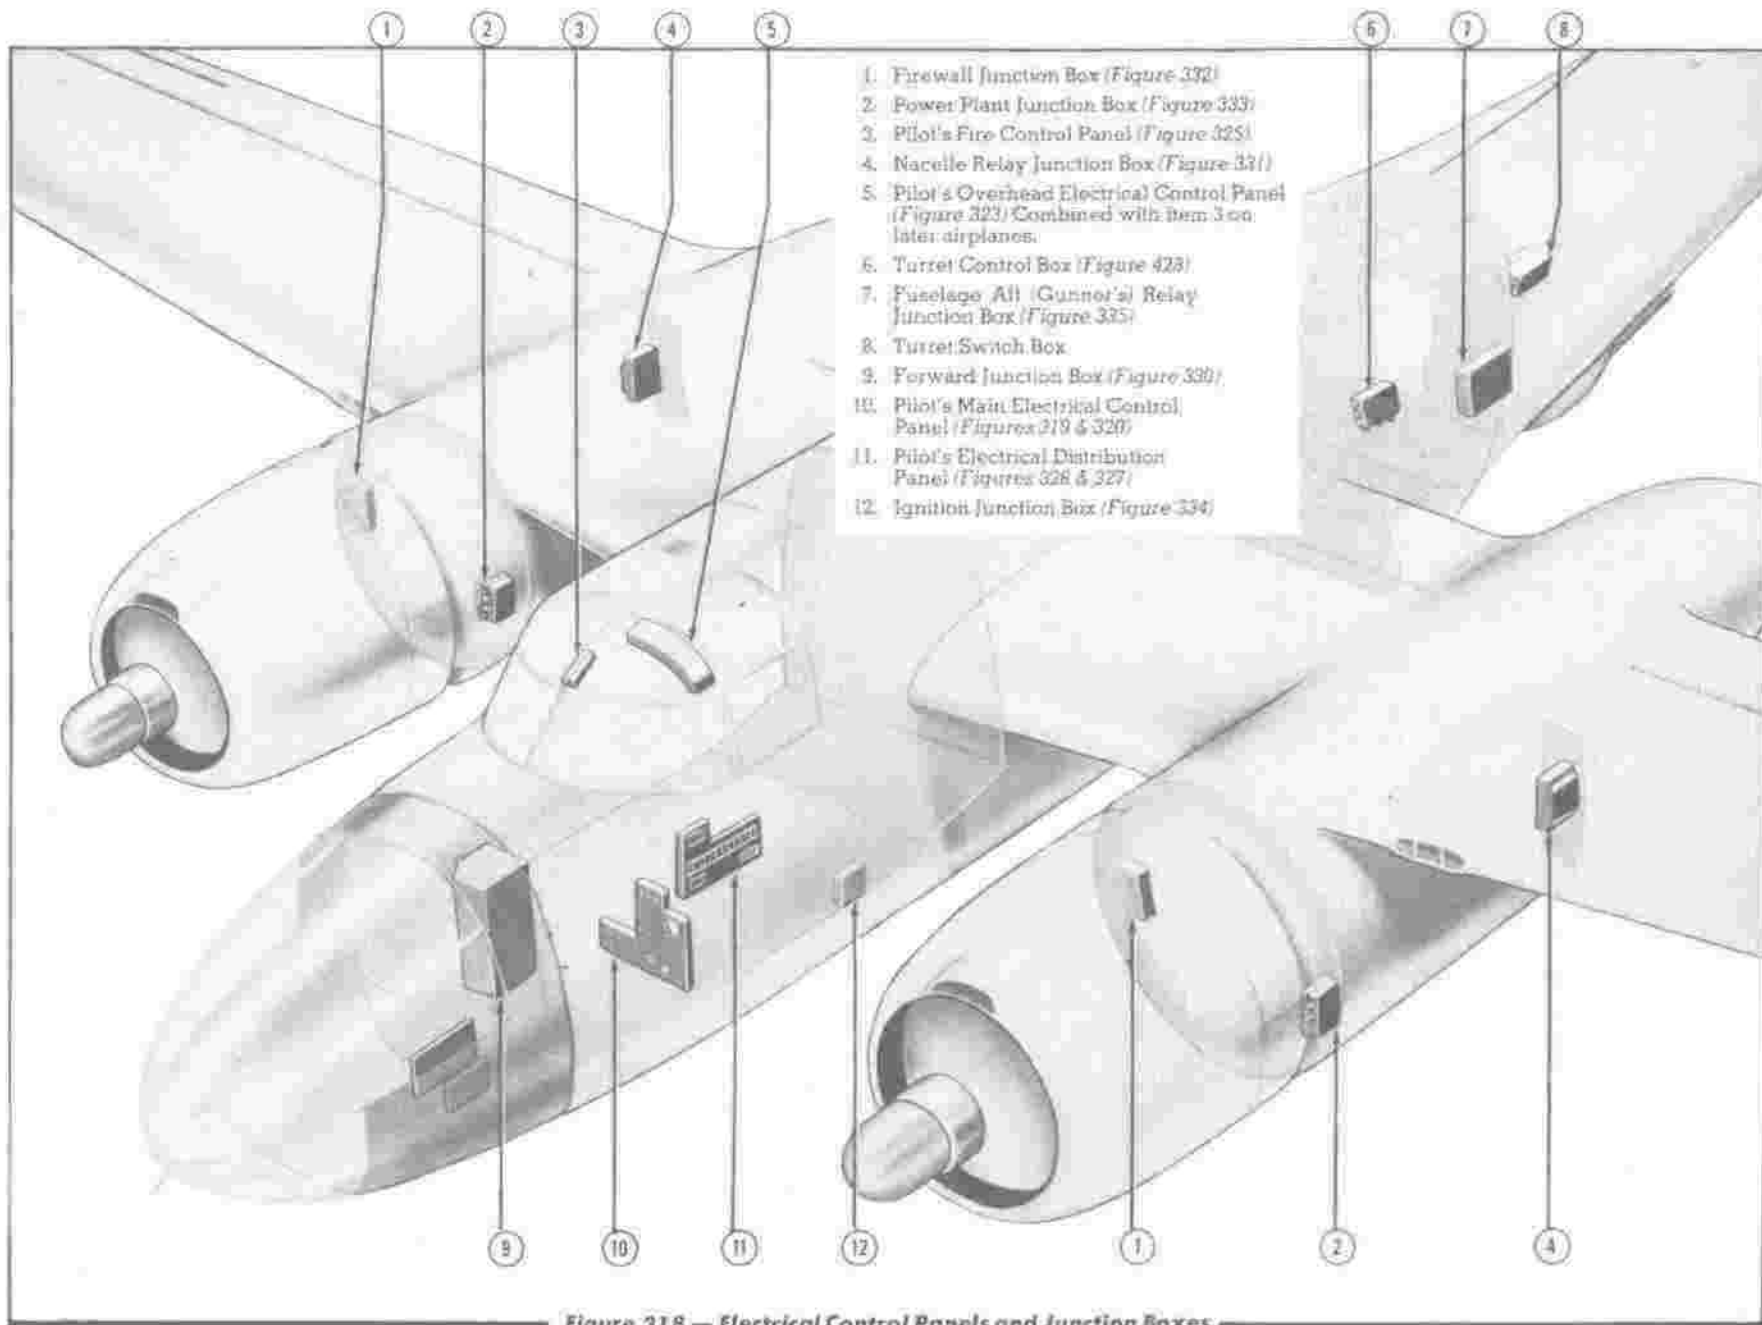 1 2 3 4 5 6 7 8
1. Firewall Junction Box (Figure 332)
2. Power Plant Junction Box (Figure 333)
3. Pilot's Fire Control Panel (Figure 325)
4. Nacelle Relay Junction Box (Figure 331)
5. Pilot's Overhead Electrical Control Panel
(Figure 323) Combined with item 3 on
later airplanes.
6. Turret Control Box (Figure 428)
7. Fuselage Aft (Gunner's) Relay
Junction Box (Figure 335)
8. Turret Switch Box
9. Forward Junction Box (Figure 330)
10. Pilot's Main Electrical Control
Panel (Figures 319 & 320)
11. Pilot's Electrical Distribution
Panel (Figures 326 & 327)
12. Ignition Junction Box (Figure 334)
9 10 11 12 1 2 4
Figure 318 — Electrical Control Panels and Junction Boxes